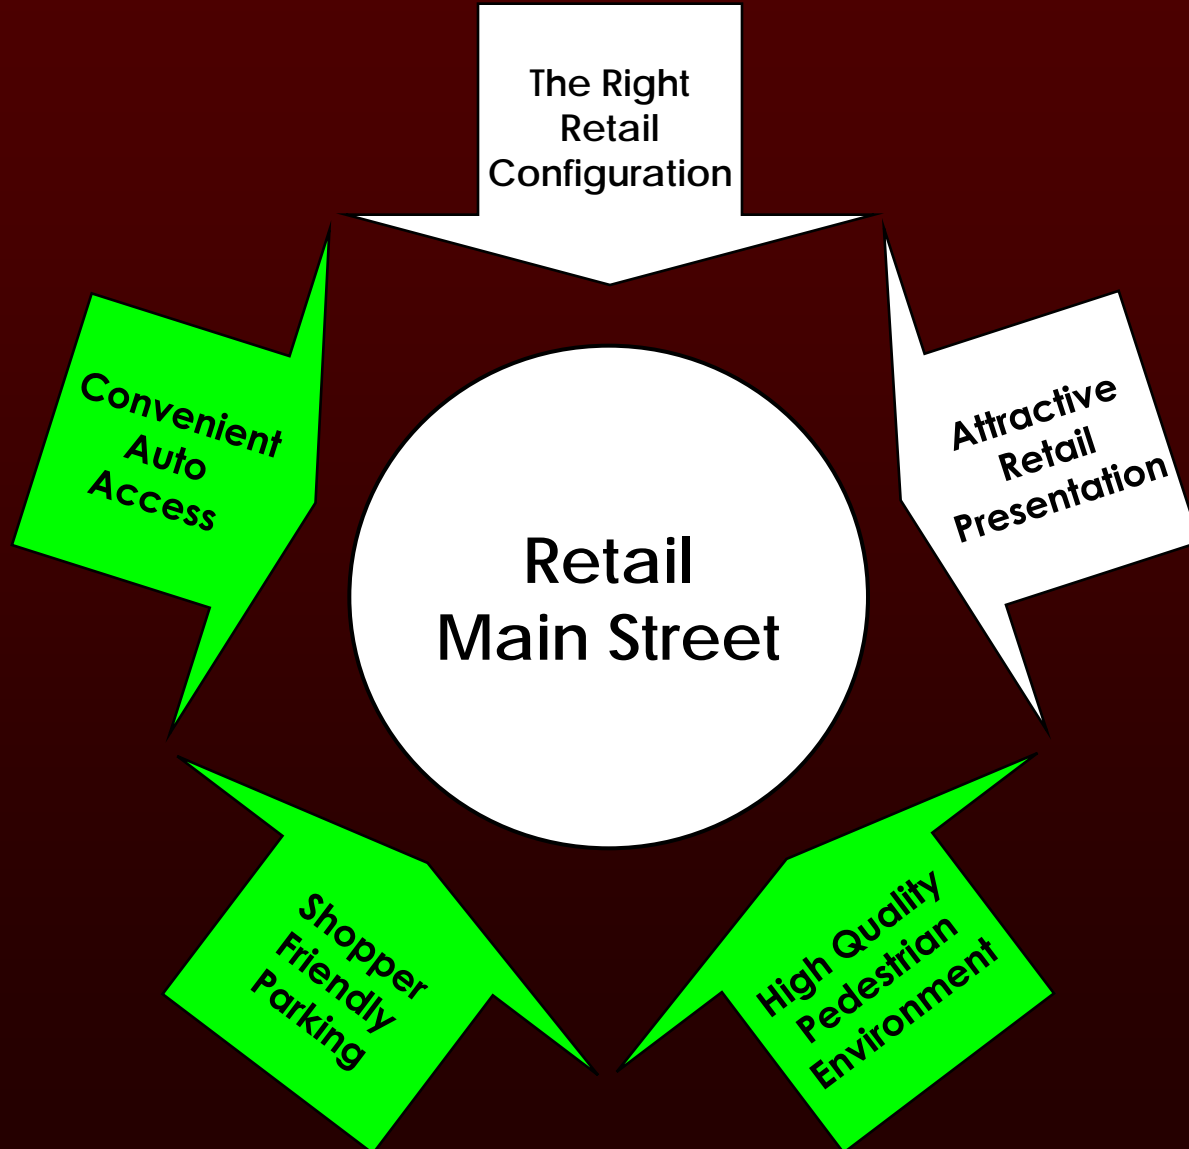 The Right
Retail
Configuration
Convenient
Auto
Access
Attractive
Retail
Presentation
Retail
Main Street
Shopper
Friendly
Parking
High Quality
Pedestrian
Environment